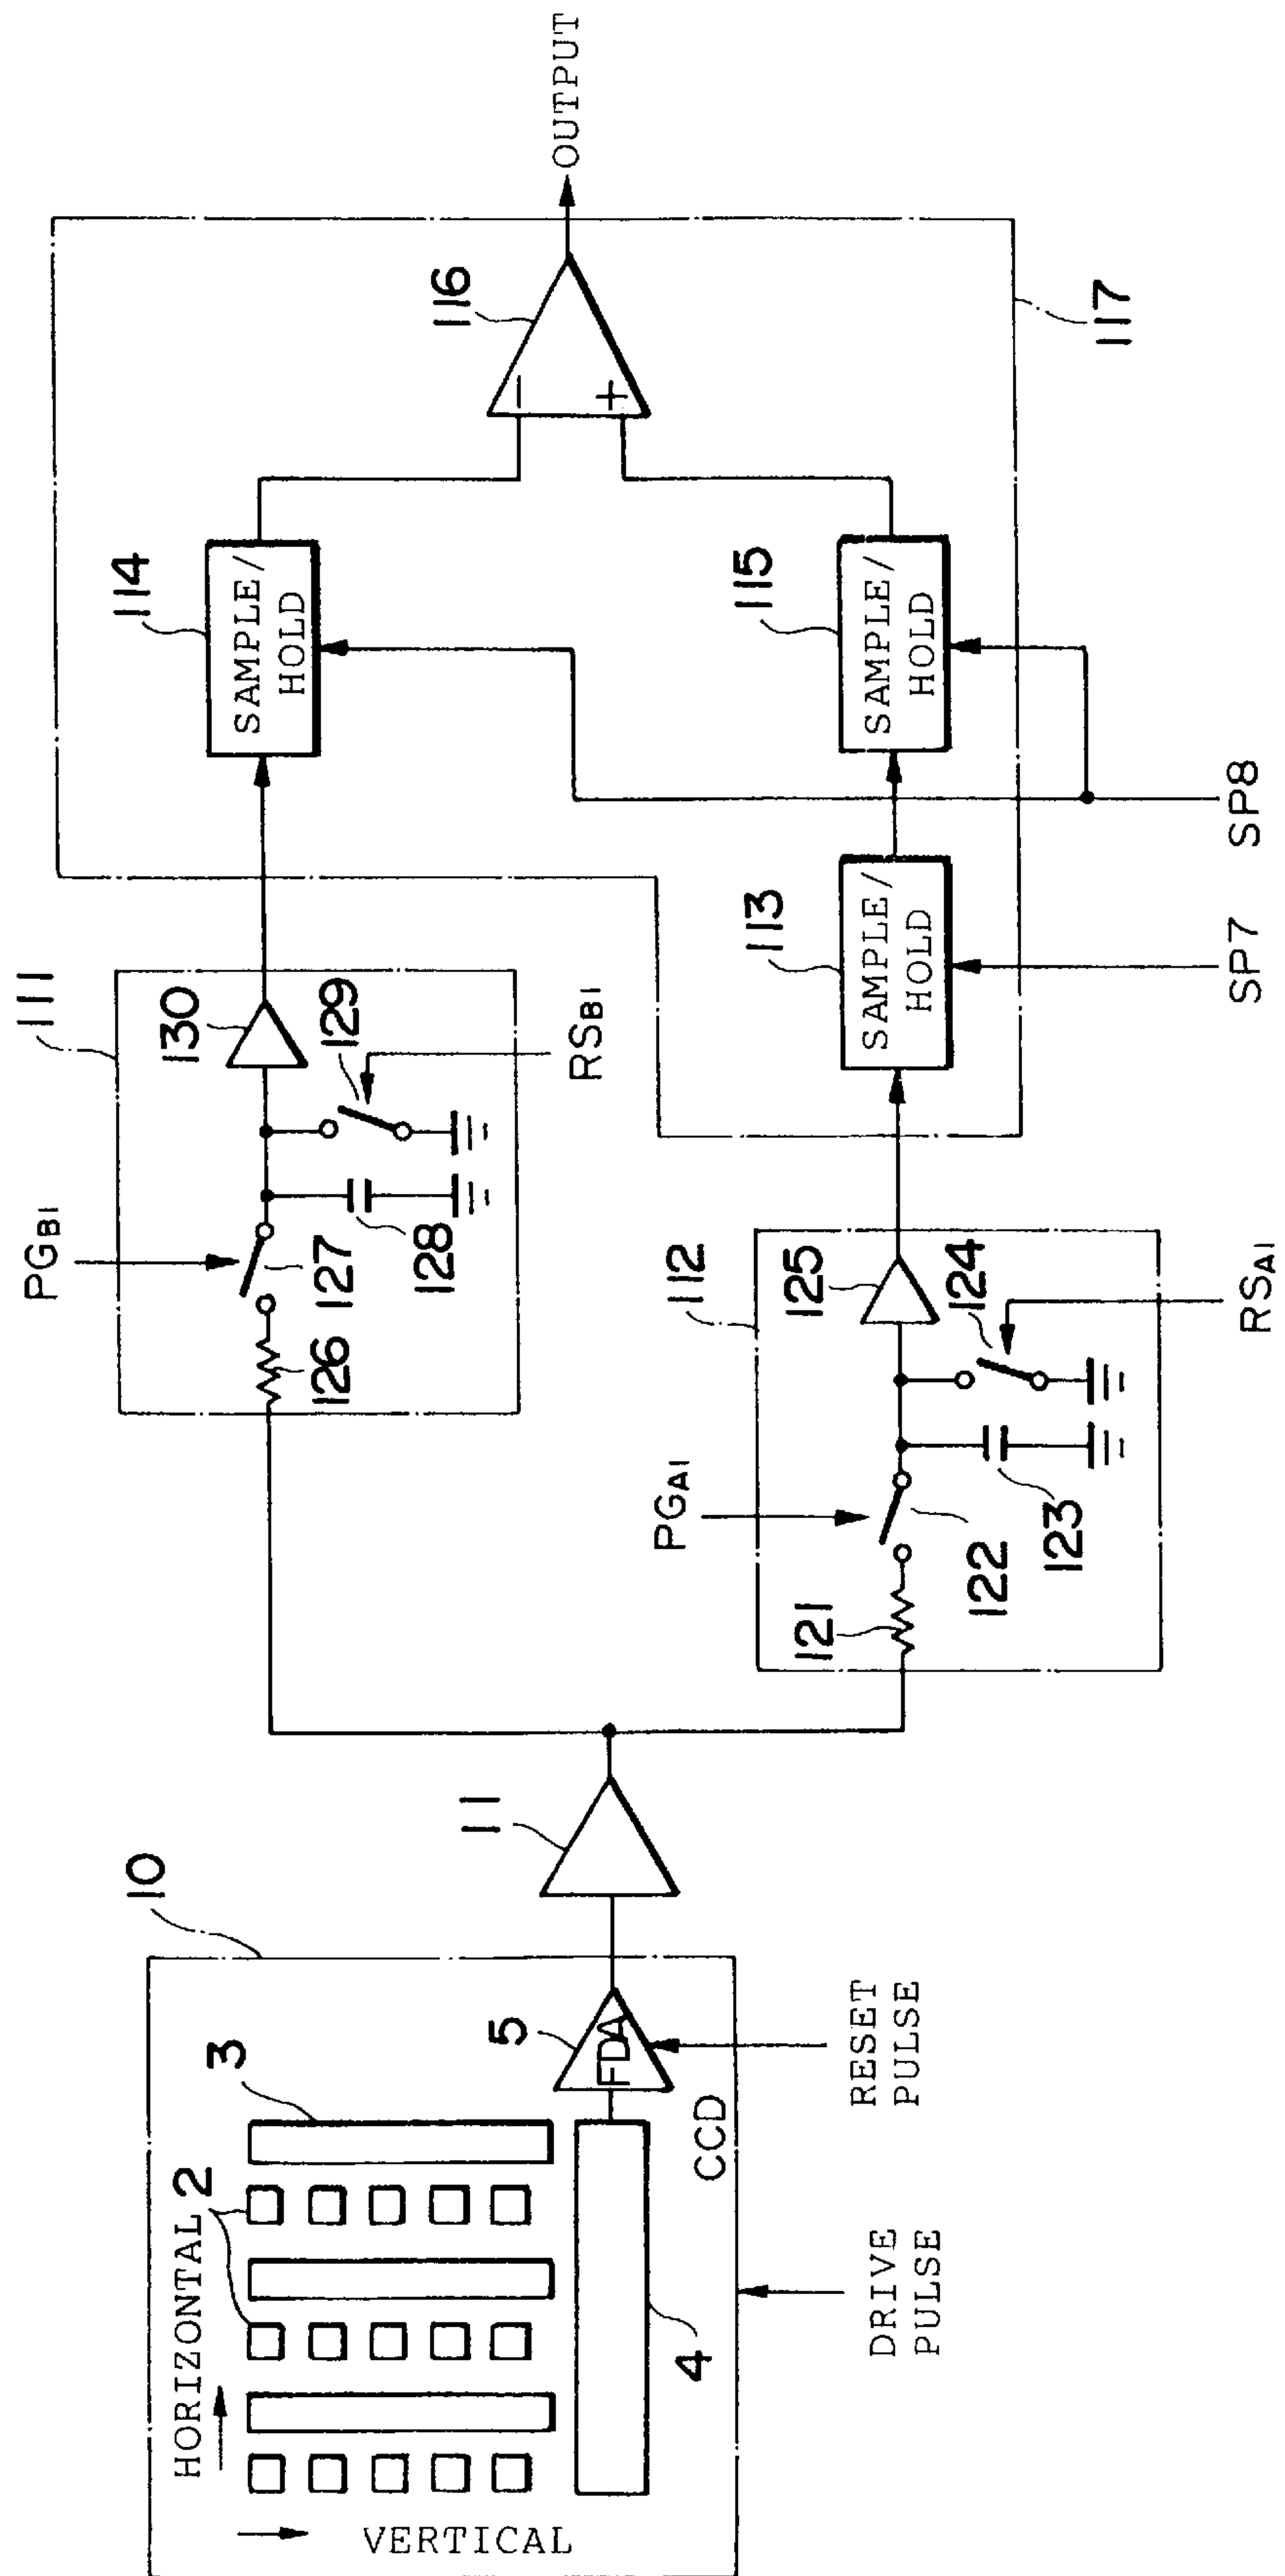 10
HORIZONTAL
2
3
VERTICAL
4
5
FDA
CCD
DRIVE
PULSE
RESET
PULSE
11
111
PGB1
126
127
128
129
130
RSB1
112
PGA1
121
122
123
124
125
RSA1
113
SAMPLE/
HOLD
114
SAMPLE/
HOLD
115
SAMPLE/
HOLD
SP7
SP8
116
−
+
117
OUTPUT